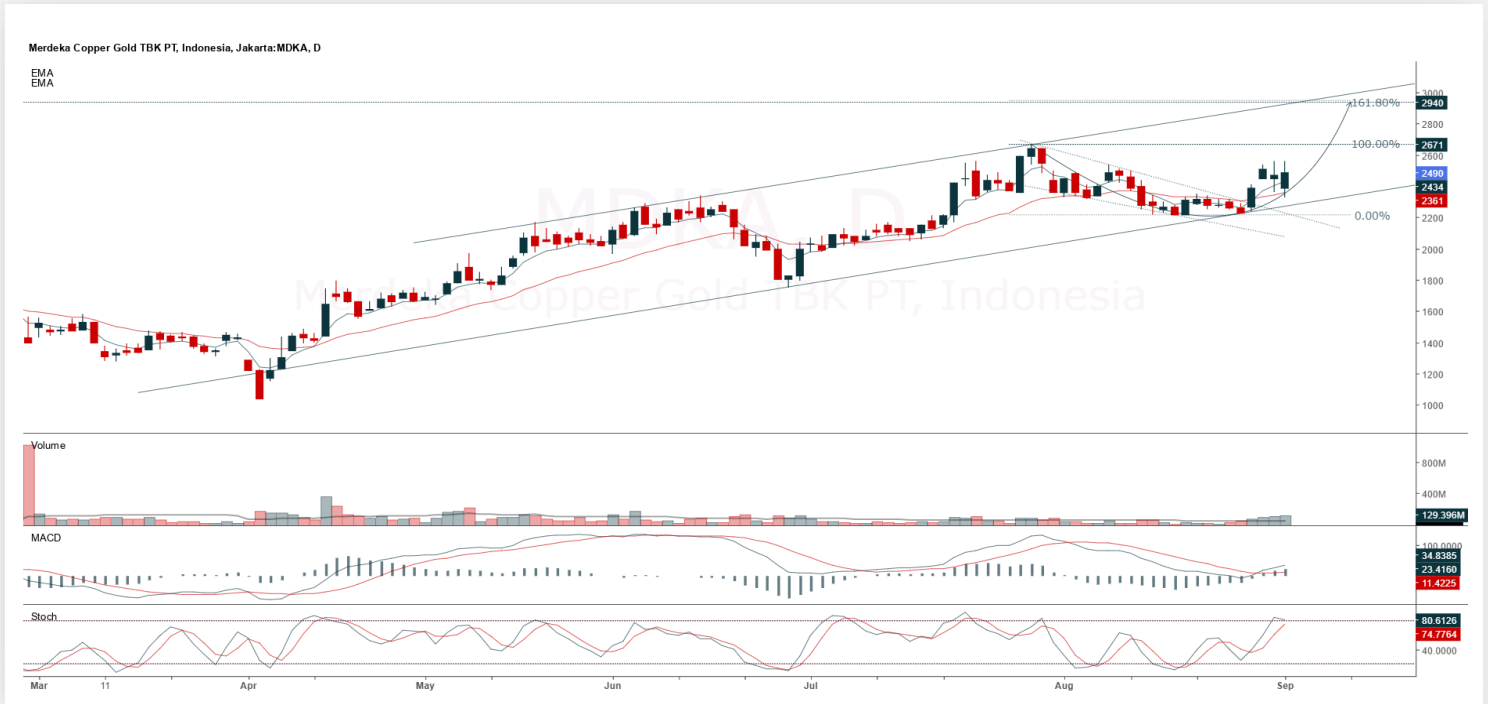 Merdeka Copper Gold TBK PT, Indonesia, Jakarta:MDKA, D
EMA
EMA
MDKA, D
Merdeka Copper Gold TBK PT, Indonesia
161.80%
100.00%
0.00%
3000
2940
2800
2671
2600
2490
2434
2361
2200
2000
1800
1600
1400
1200
1000
Volume
800M
400M
129.396M
MACD
100.0000
34.8385
23.4160
11.4225
Stoch
80.6126
74.7764
40.0000
Mar 11 Apr May Jun Jul Aug Sep